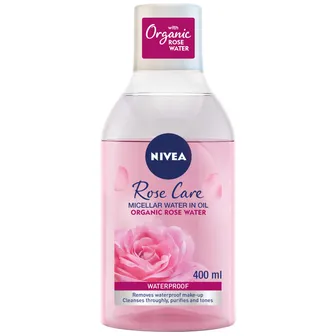 with
Organic
ROSE
WATER
NIVEA
Rose Care
MICELLAR WATER IN OIL
ORGANIC ROSE WATER
400 ml
WATERPROOF
Removes waterproof make-up
Cleanses throughly, purifies and tones